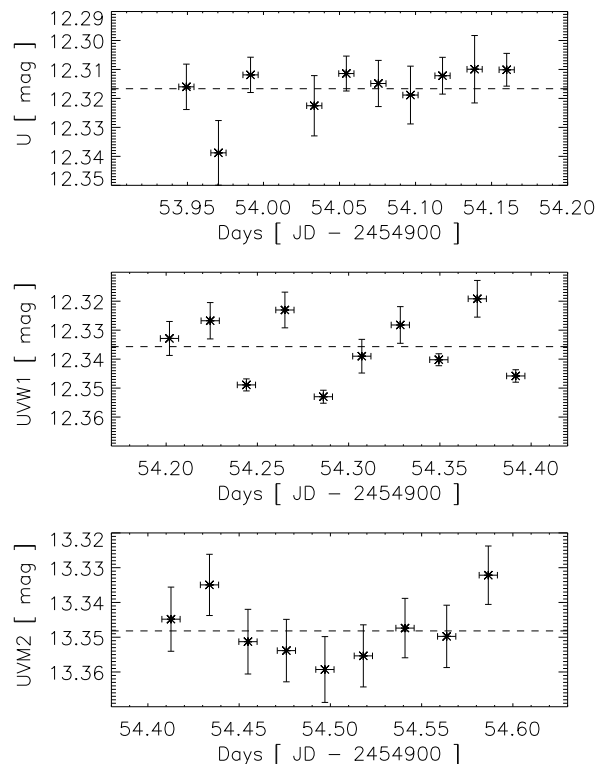 12.29
12.30
12.31
12.32
12.33
12.34
12.35
U [ mag ]
53.95 54.00 54.05 54.10 54.15 54.20
Days [ JD - 2454900 ]
12.32
12.33
12.34
12.35
12.36
UVW1 [ mag ]
54.20 54.25 54.30 54.35 54.40
Days [ JD - 2454900 ]
13.32
13.33
13.34
13.35
13.36
UVM2 [ mag ]
54.40 54.45 54.50 54.55 54.60
Days [ JD - 2454900 ]